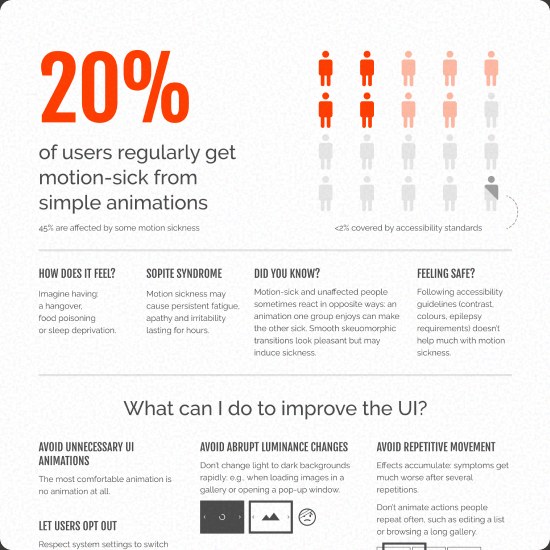 20%
of users regularly get
motion-sick from
simple animations
45% are affected by some motion sickness
<2% covered by accessibility standards
HOW DOES IT FEEL?
Imagine having:
a hangover,
food poisoning
or sleep deprivation.
SOPITE SYNDROME
Motion sickness may
cause persistent fatigue,
apathy and irritability
lasting for hours.
DID YOU KNOW?
Motion-sick and unaffected people
sometimes react in opposite ways: an
animation one group enjoys can make
the other sick. Smooth skeuomorphic
transitions look pleasant but may
induce sickness.
FEELING SAFE?
Following accessibility
guidelines (contrast,
colours, epilepsy
requirements) doesn't
help much with motion
sickness.
What can I do to improve the UI?
AVOID UNNECESSARY UI
ANIMATIONS
The most comfortable animation is
no animation at all.
LET USERS OPT OUT
Respect system settings to switch
AVOID ABRUPT LUMINANCE CHANGES
Don't change light to dark backgrounds
rapidly: e.g., when loading images in a
gallery or opening a pop-up window.
AVOID REPETITIVE MOVEMENT
Effects accumulate: symptoms get
much worse after several
repetitions.
Don't animate actions people
repeat often, such as editing a list
or browsing a long gallery.